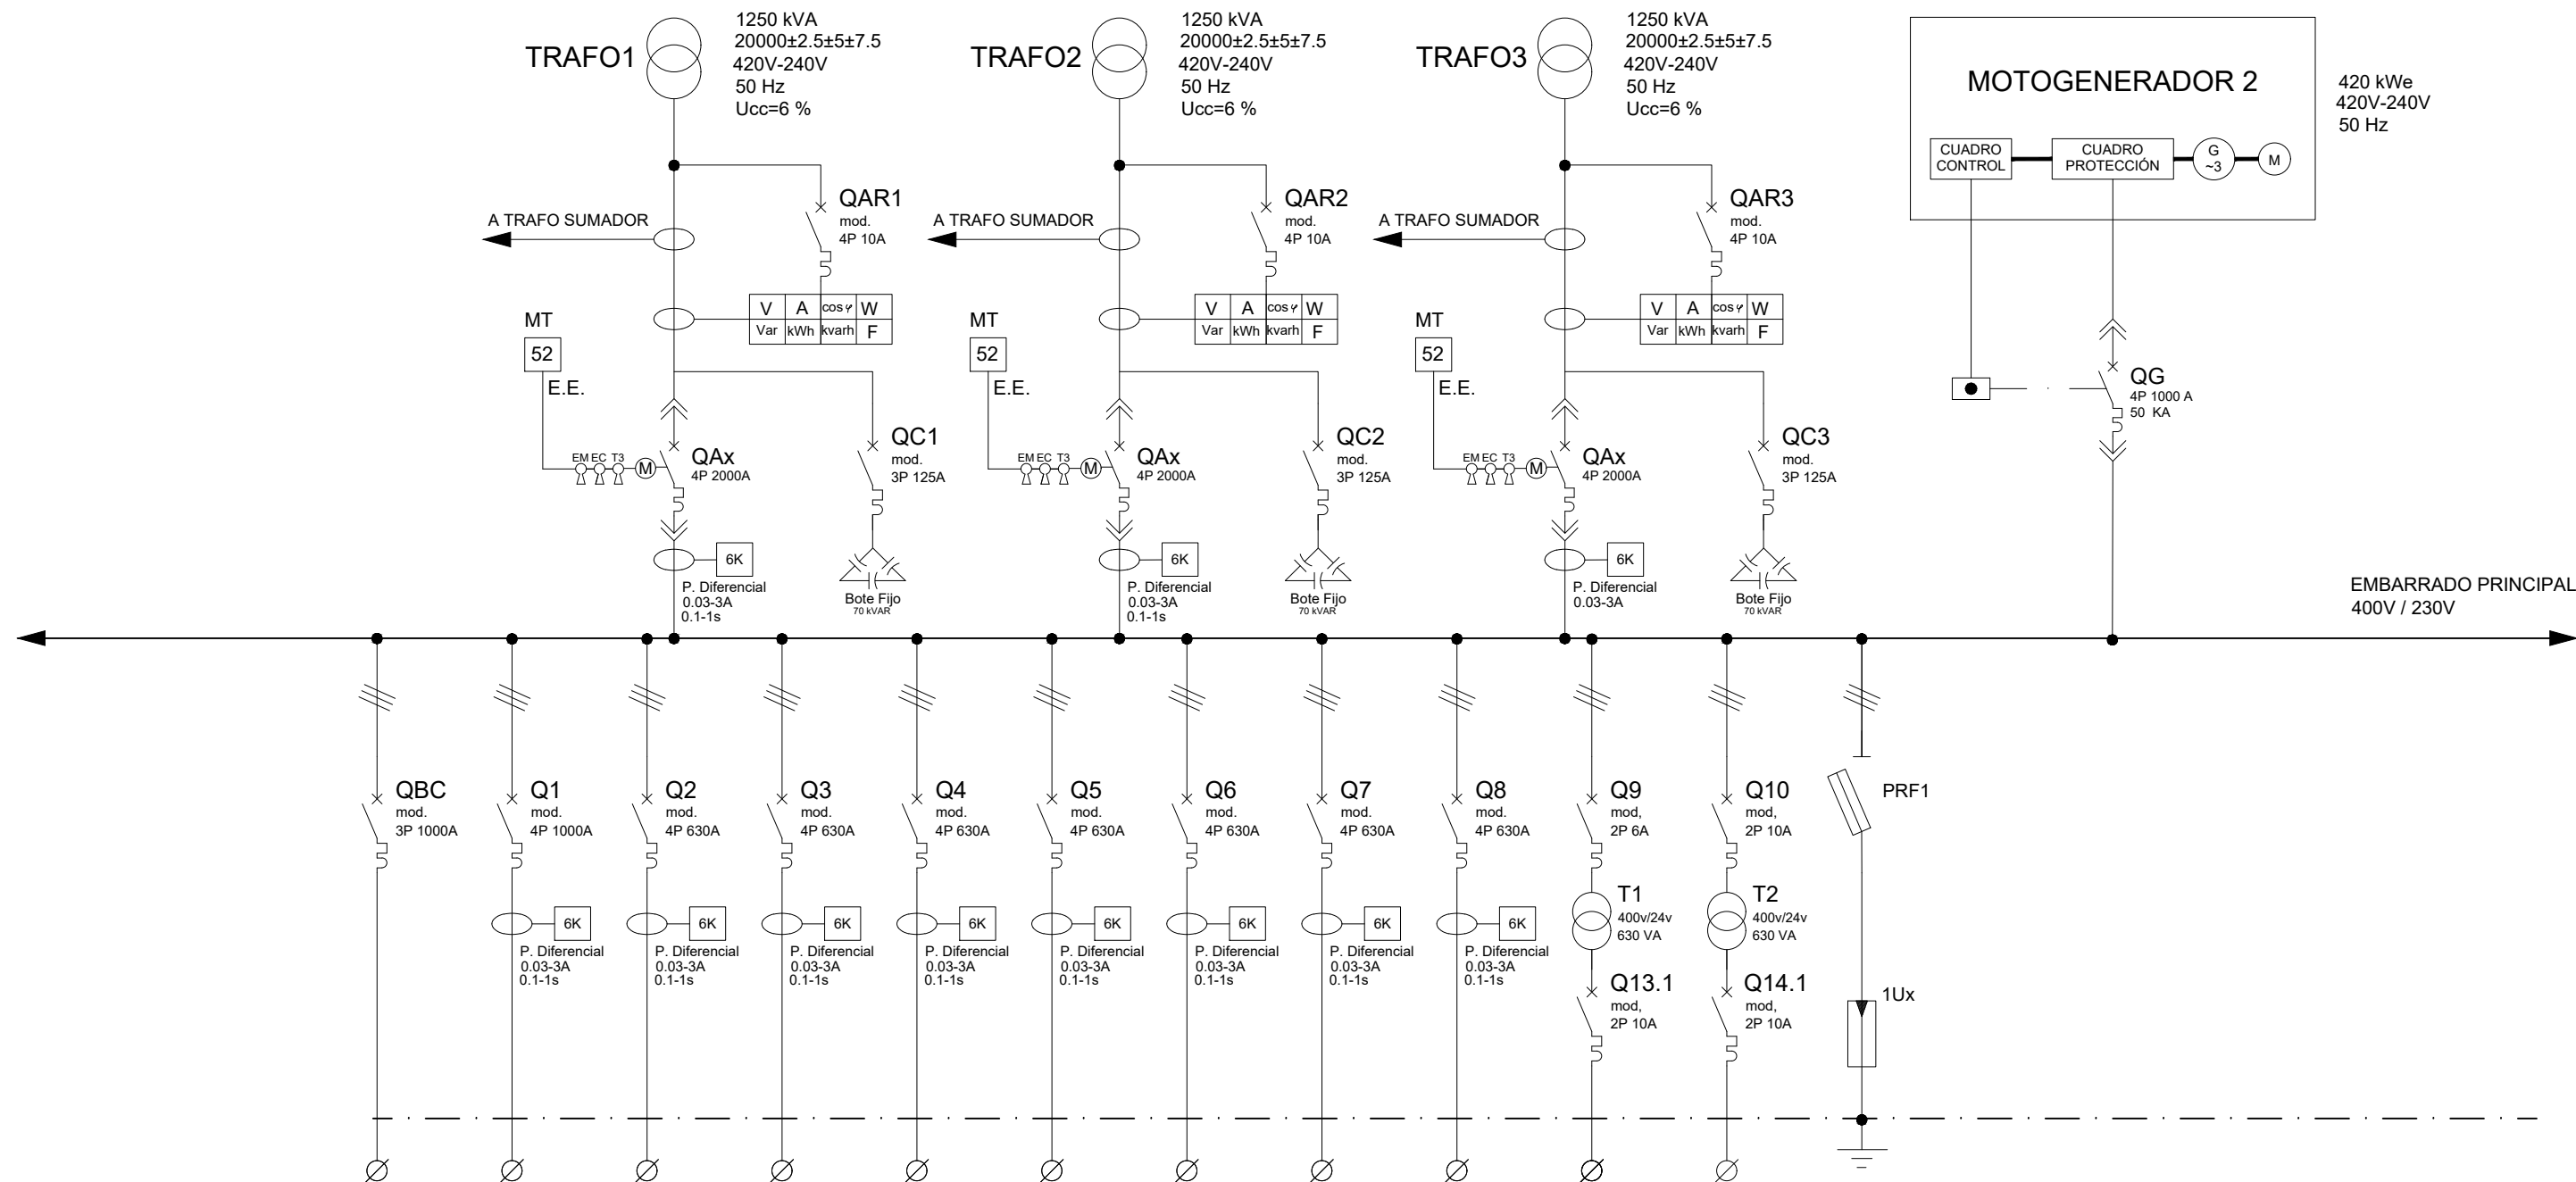 TRAFO1
1250 kVA
20000±2.5±5±7.5
420V-240V
50 Hz
Ucc=6 %
A TRAFO SUMADOR
QAR1
mod.
4P 10A
V A cosφ W
Var kWh kvarh F
MT
52
E.E.
EM EC T3 M
QAx
4P 2000A
QC1
mod.
3P 125A
6K
P. Diferencial
0.03-3A
0.1-1s
Bote Fijo
70 kVAR
TRAFO2
1250 kVA
20000±2.5±5±7.5
420V-240V
50 Hz
Ucc=6 %
A TRAFO SUMADOR
QAR2
mod.
4P 10A
V A cosφ W
Var kWh kvarh F
MT
52
E.E.
EM EC T3 M
QAx
4P 2000A
QC2
mod.
3P 125A
6K
P. Diferencial
0.03-3A
0.1-1s
Bote Fijo
70 kVAR
TRAFO3
1250 kVA
20000±2.5±5±7.5
420V-240V
50 Hz
Ucc=6 %
A TRAFO SUMADOR
QAR3
mod.
4P 10A
V A cosφ W
Var kWh kvarh F
MT
52
E.E.
EM EC T3 M
QAx
4P 2000A
QC3
mod.
3P 125A
6K
P. Diferencial
0.03-3A
Bote Fijo
70 kVAR
MOTOGENERADOR 2
CUADRO
CONTROL
CUADRO
PROTECCIÓN
G
~3
M
420 kWe
420V-240V
50 Hz
QG
4P 1000 A
50 KA
EMBARRADO PRINCIPAL
400V / 230V
QBC
mod.
3P 1000A
Q1
mod.
4P 1000A
6K
P. Diferencial
0.03-3A
0.1-1s
Q2
mod.
4P 630A
6K
P. Diferencial
0.03-3A
0.1-1s
Q3
mod.
4P 630A
6K
P. Diferencial
0.03-3A
0.1-1s
Q4
mod.
4P 630A
6K
P. Diferencial
0.03-3A
0.1-1s
Q5
mod.
4P 630A
6K
P. Diferencial
0.03-3A
0.1-1s
Q6
mod.
4P 630A
6K
P. Diferencial
0.03-3A
0.1-1s
Q7
mod.
4P 630A
6K
P. Diferencial
0.03-3A
0.1-1s
Q8
mod.
4P 630A
6K
P. Diferencial
0.03-3A
0.1-1s
Q9
mod,
2P 6A
T1
400v/24v
630 VA
Q13.1
mod,
2P 10A
Q10
mod,
2P 10A
T2
400v/24v
630 VA
Q14.1
mod,
2P 10A
PRF1
1Ux